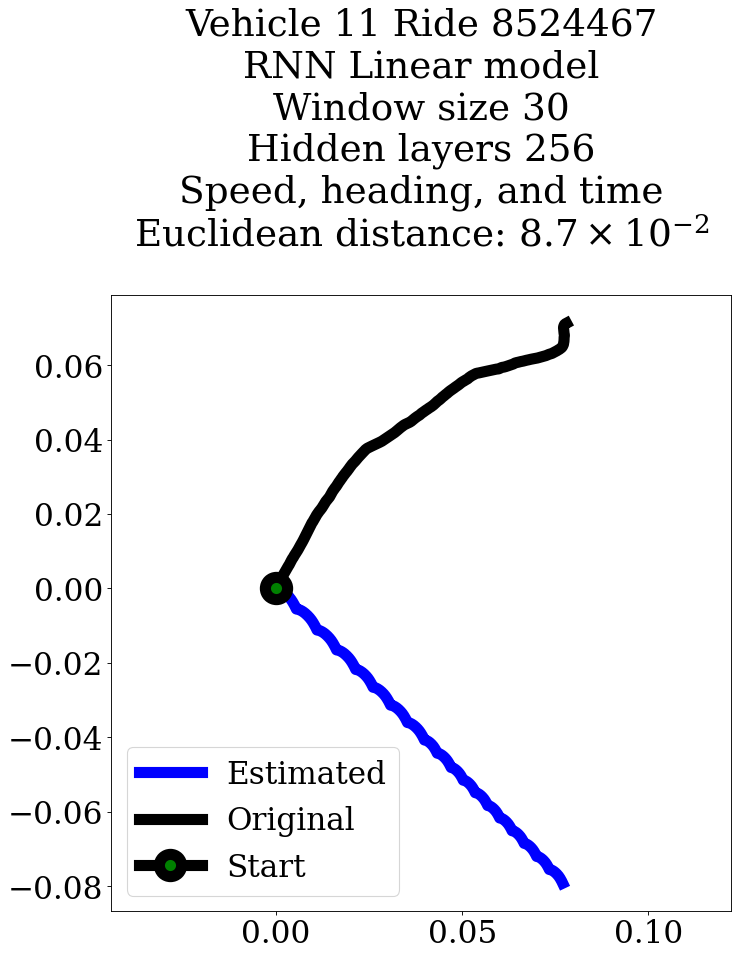 Vehicle 11 Ride 8524467
RNN Linear model
Window size 30
Hidden layers 256
Speed, heading, and time
Euclidean distance: 8.7 × 10⁻²
0.06
0.04
0.02
0.00
−0.02
−0.04
−0.06
−0.08
Estimated
Original
Start
0.00 0.05 0.10